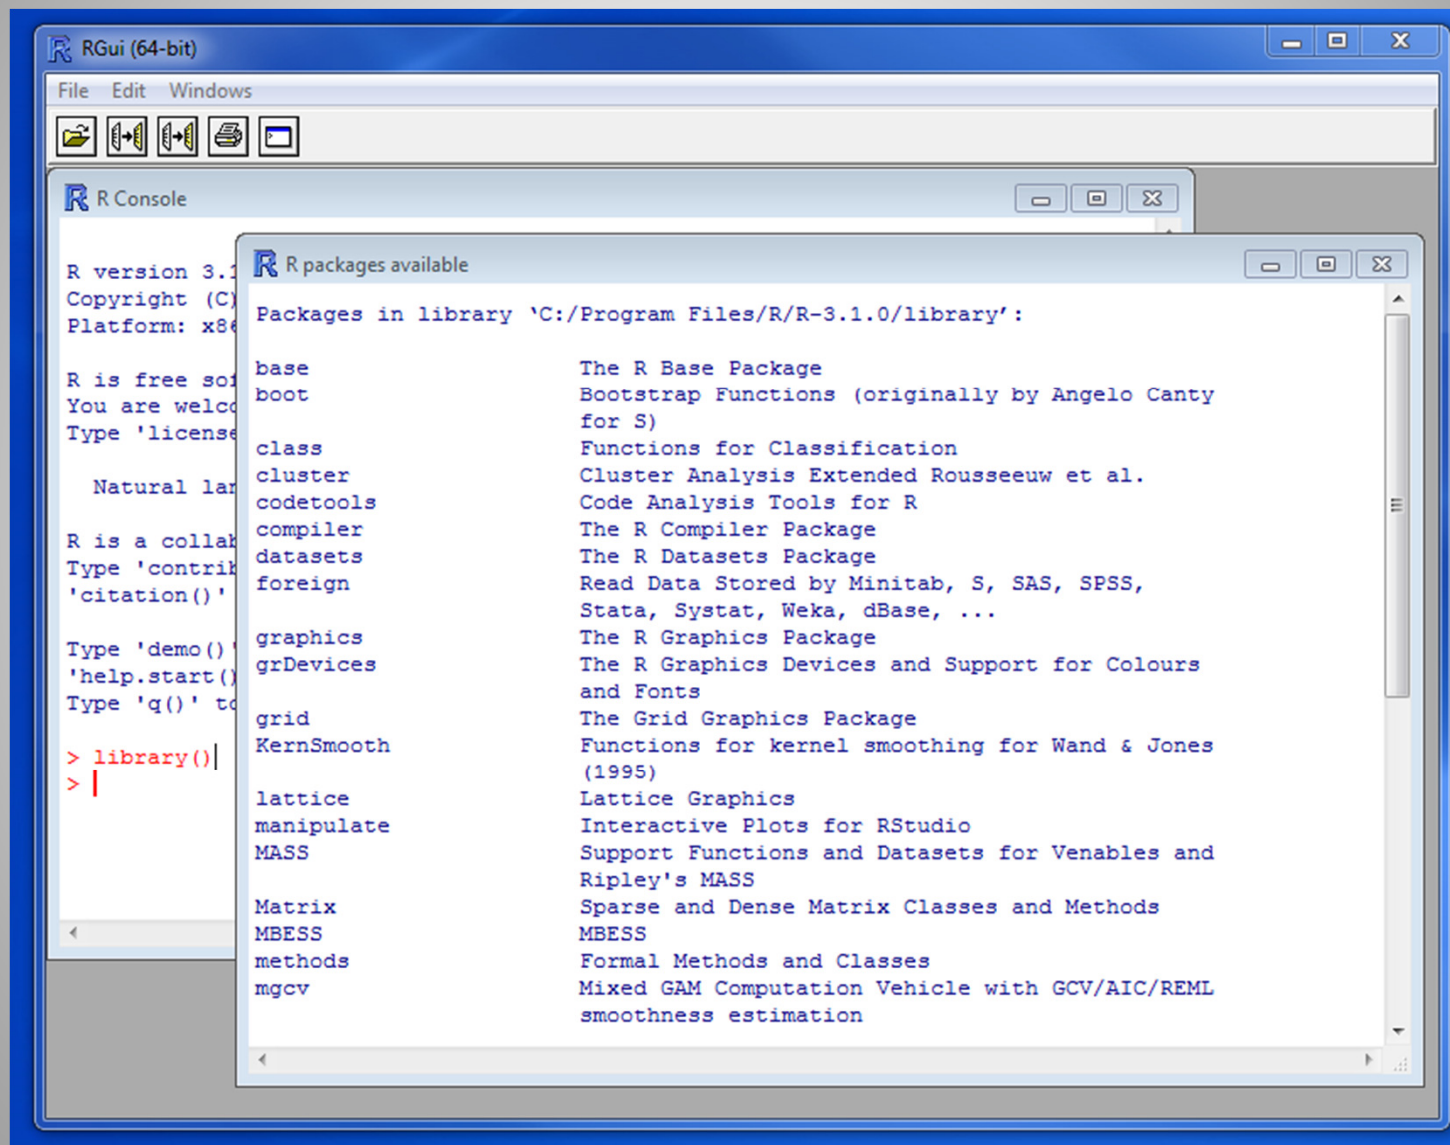 RGui (64-bit)
File Edit Windows
R Console
R version 3.1
Copyright (C)
Platform: x86
R is free sof
You are welco
Type 'license
Natural lan
R is a collab
Type 'contrib
'citation()'
Type 'demo()'
'help.start()
Type 'q()' to
> library()
>
R packages available
Packages in library ‘C:/Program Files/R/R-3.1.0/library’:
base The R Base Package
boot Bootstrap Functions (originally by Angelo Canty
for S)
class Functions for Classification
cluster Cluster Analysis Extended Rousseeuw et al.
codetools Code Analysis Tools for R
compiler The R Compiler Package
datasets The R Datasets Package
foreign Read Data Stored by Minitab, S, SAS, SPSS,
Stata, Systat, Weka, dBase, ...
graphics The R Graphics Package
grDevices The R Graphics Devices and Support for Colours
and Fonts
grid The Grid Graphics Package
KernSmooth Functions for kernel smoothing for Wand & Jones
(1995)
lattice Lattice Graphics
manipulate Interactive Plots for RStudio
MASS Support Functions and Datasets for Venables and
Ripley's MASS
Matrix Sparse and Dense Matrix Classes and Methods
MBESS MBESS
methods Formal Methods and Classes
mgcv Mixed GAM Computation Vehicle with GCV/AIC/REML
smoothness estimation